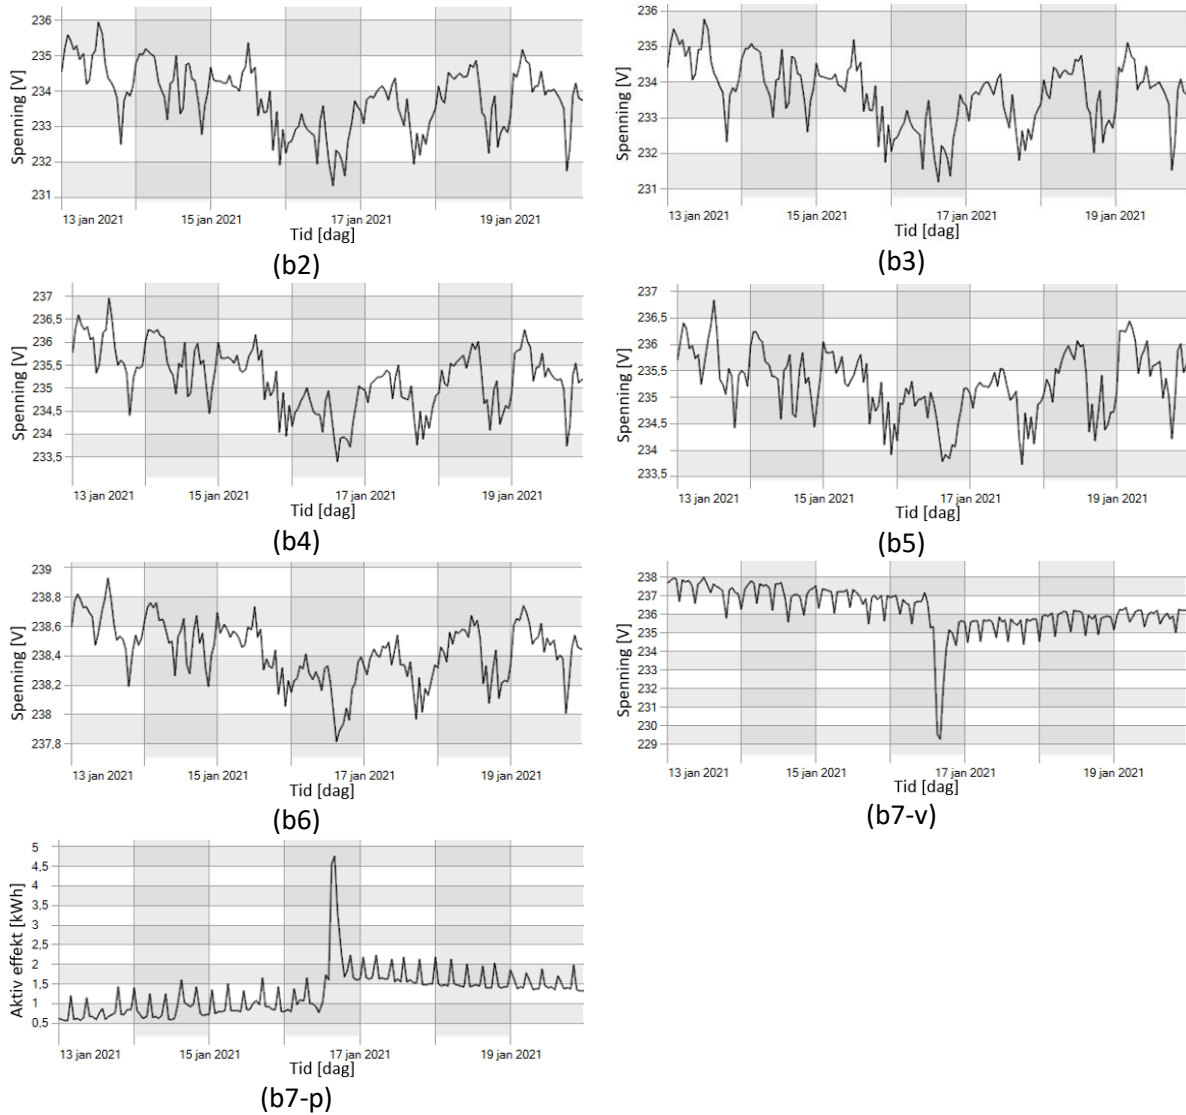 236
235
234
233
232
231
Spenning [V]
13 jan 2021
15 jan 2021
17 jan 2021
19 jan 2021
Tid [dag]
(b2)
236
235
234
233
232
231
Spenning [V]
13 jan 2021
15 jan 2021
17 jan 2021
19 jan 2021
Tid [dag]
(b3)
237
236,5
236
235,5
235
234,5
234
233,5
Spenning [V]
13 jan 2021
15 jan 2021
17 jan 2021
19 jan 2021
Tid [dag]
(b4)
237
236,5
236
235,5
235
234,5
234
233,5
Spenning [V]
13 jan 2021
15 jan 2021
17 jan 2021
19 jan 2021
Tid [dag]
(b5)
239
238,8
238,6
238,4
238,2
238
237,8
Spenning [V]
13 jan 2021
15 jan 2021
17 jan 2021
19 jan 2021
Tid [dag]
(b6)
238
237
236
235
234
233
232
231
230
229
Spenning [V]
13 jan 2021
15 jan 2021
17 jan 2021
19 jan 2021
Tid [dag]
(b7-v)
5
4,5
4
3,5
3
2,5
2
1,5
1
0,5
Aktiv effekt [kWh]
13 jan 2021
15 jan 2021
17 jan 2021
19 jan 2021
Tid [dag]
(b7-p)